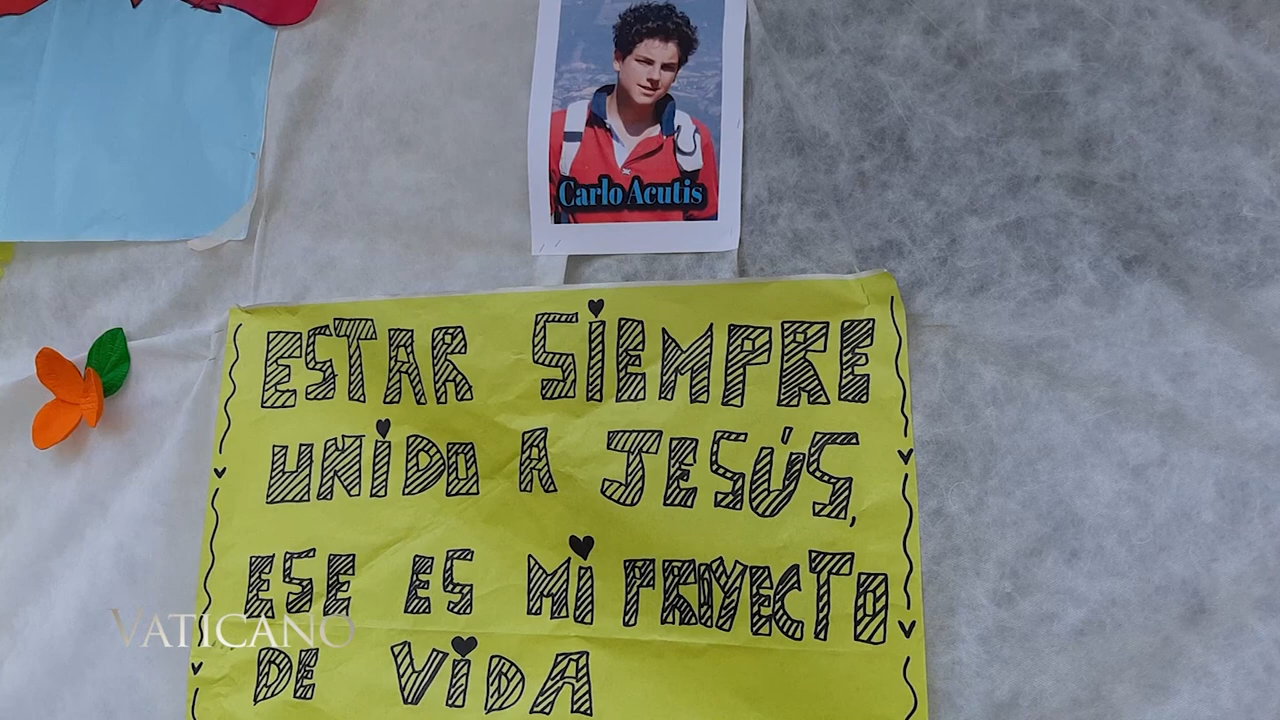 Carlo Acutis
ESTAR SIEMPRE
UNIDO A JESÚS,
ESE ES MI PROYECTO
DE VIDA
VATICANO